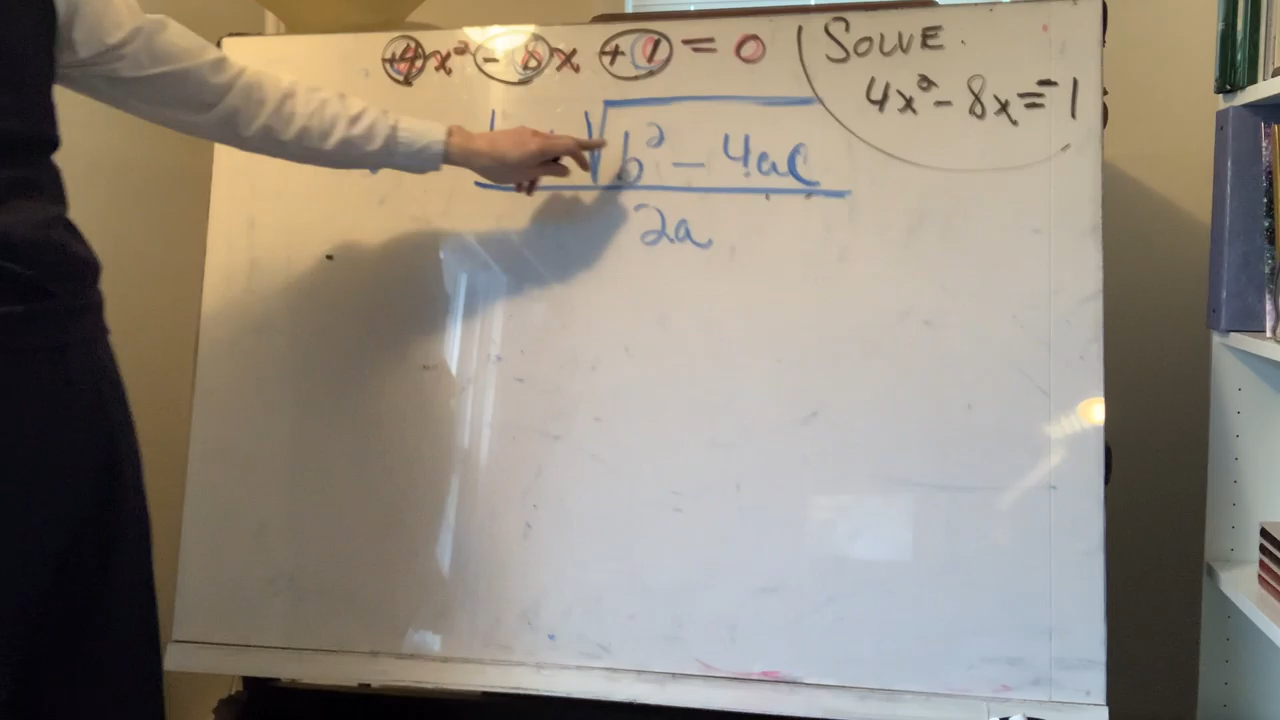 +4x² - 8x + 1 = 0
SOLVE.
4x² - 8x = -1
√b² - 4ac
2a